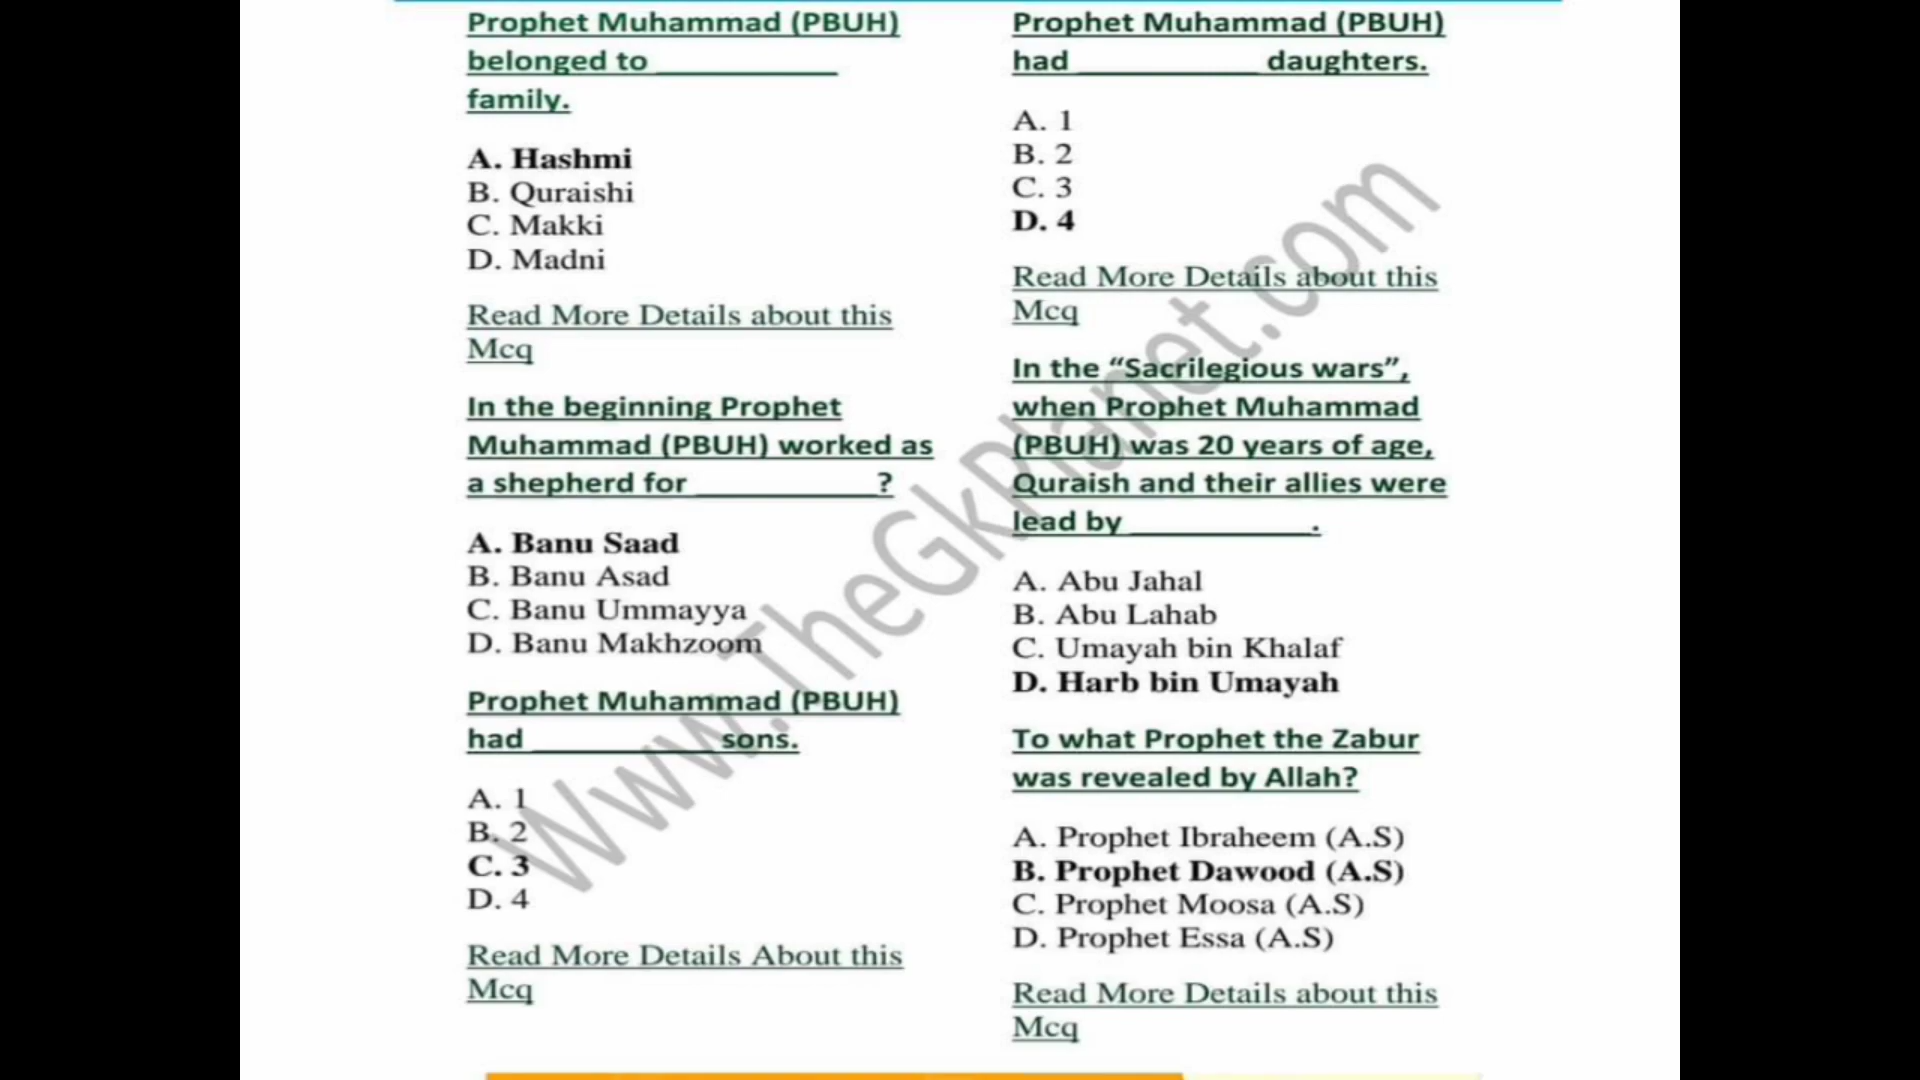 Prophet Muhammad (PBUH)
belonged to ____________
family.
A. Hashmi
B. Quraishi
C. Makki
D. Madni
Read More Details about this
Mcq
In the beginning Prophet
Muhammad (PBUH) worked as
a shepherd for ____________?
A. Banu Saad
B. Banu Asad
C. Banu Ummayya
D. Banu Makhzoom
Prophet Muhammad (PBUH)
had ____________ sons.
A. 1
B. 2
C. 3
D. 4
Read More Details About this
Mcq
Prophet Muhammad (PBUH)
had ____________ daughters.
A. 1
B. 2
C. 3
D. 4
Read More Details about this
Mcq
In the “Sacrilegious wars”,
when Prophet Muhammad
(PBUH) was 20 years of age,
Quraish and their allies were
lead by ____________.
A. Abu Jahal
B. Abu Lahab
C. Umayah bin Khalaf
D. Harb bin Umayah
To what Prophet the Zabur
was revealed by Allah?
A. Prophet Ibraheem (A.S)
B. Prophet Dawood (A.S)
C. Prophet Moosa (A.S)
D. Prophet Essa (A.S)
Read More Details about this
Mcq
Www.TheGkPlanet.com